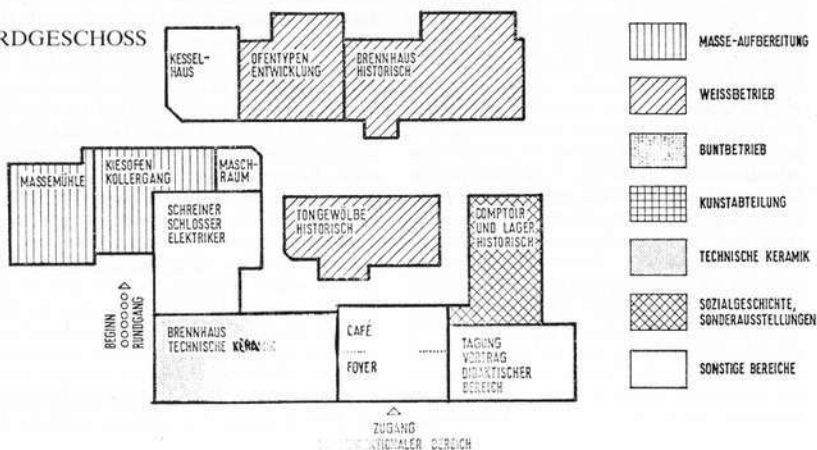 RDGESCHOSS
KESSEL-
HAUS
OFENTYPEN
ENTWICKLUNG
BRENNHAUS
HISTORISCH
MASSEMÜHLE
KIESOFEN
KOLLERGANG
MASCH-
RAUM
SCHREINER
SCHLOSSER
ELEKTRIKER
TONGEWÖLBE
HISTORISCH
COMPTOIR
UND LAGER
HISTORISCH
BEGINN
RUNDGANG
BRENNHAUS
TECHNISCHE
CAFÉ
FOYER
TAGUNG
VORTRAG
DIDAKTISCHER
BEREICH
ZUGANG
BEREICH
MASSE-AUFBEREITUNG
WEISSBETRIEB
BUNTBETRIEB
KUNSTABTEILUNG
TECHNISCHE KERAMIK
SOZIALGESCHICHTE,
SONDERAUSSTELLUNGEN
SONSTIGE BEREICHE